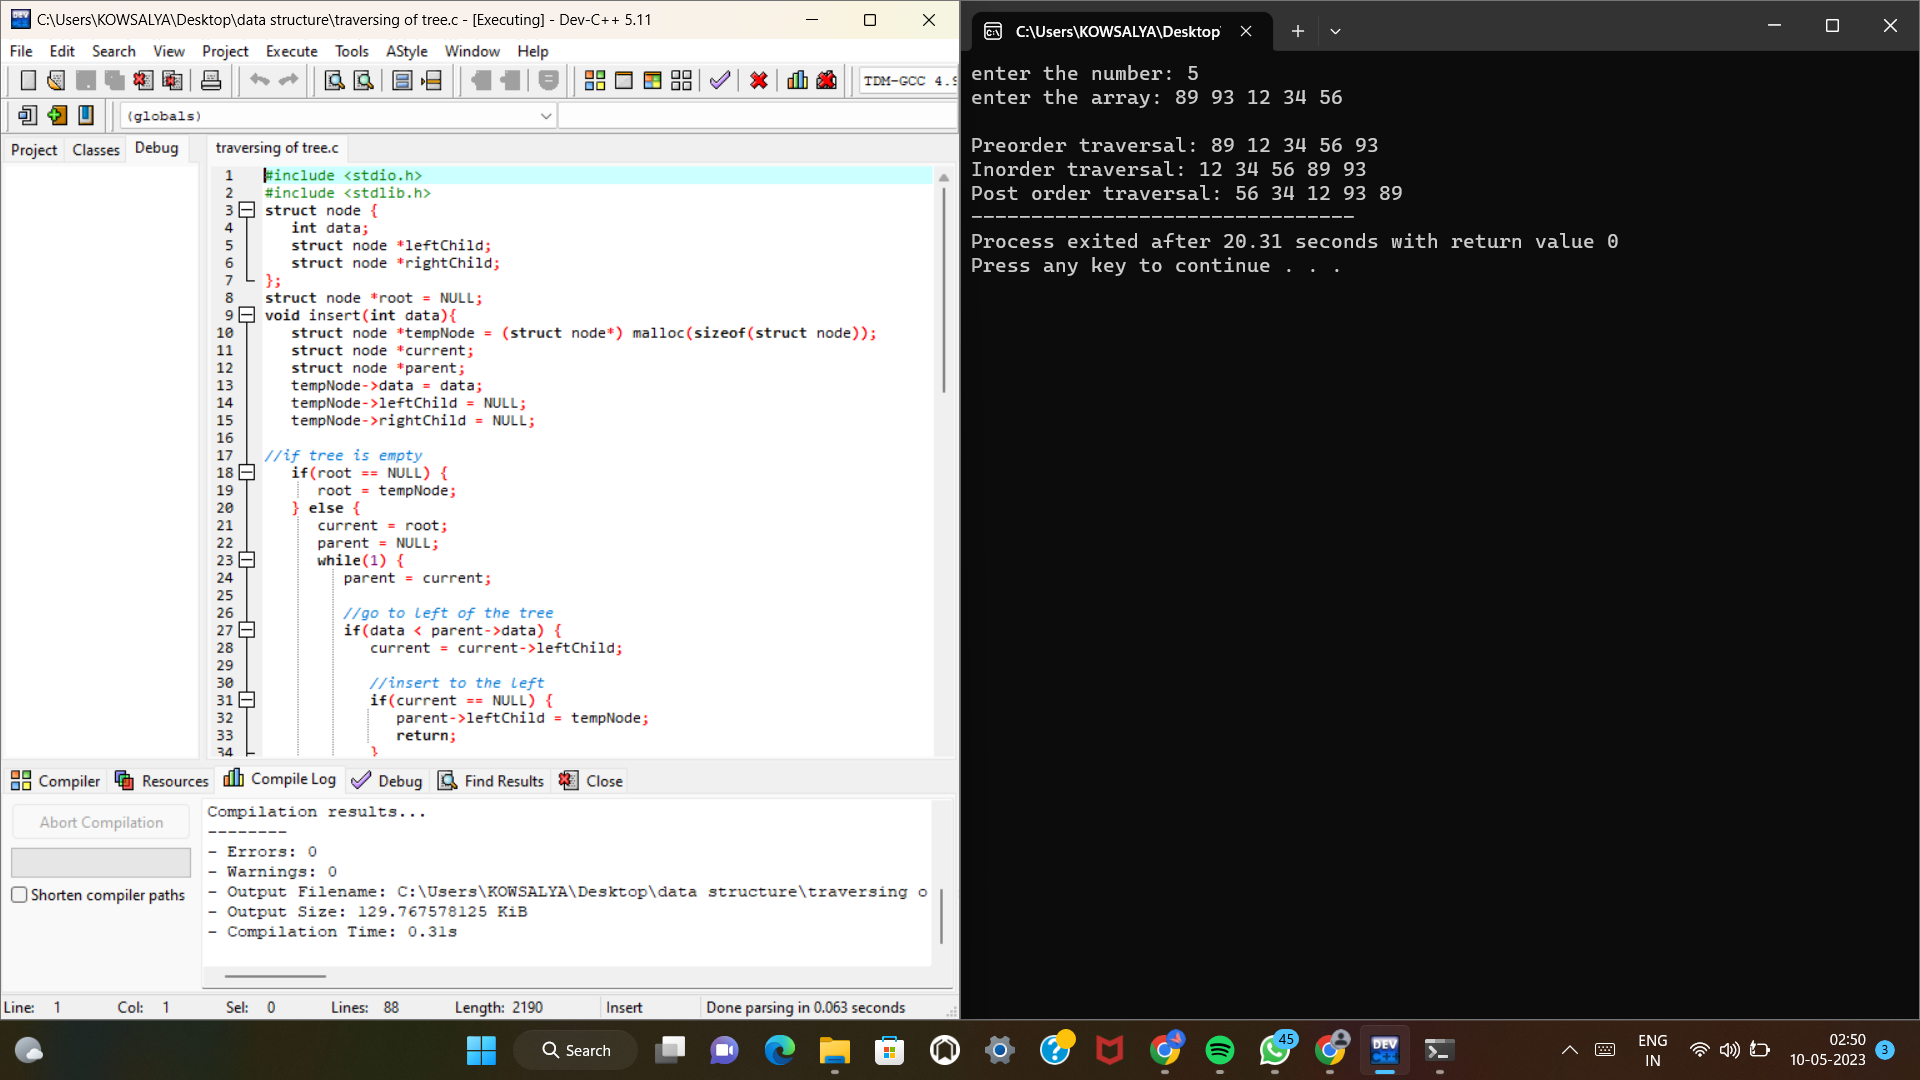 C:\Users\KOWSALYA\Desktop\data structure\traversing of tree.c - [Executing] - Dev-C++ 5.11
File Edit Search View Project Execute Tools AStyle Window Help
TDM-GCC 4.9
(globals)
Project Classes Debug
traversing of tree.c
1 #include <stdio.h>
2 #include <stdlib.h>
3 struct node {
4 int data;
5 struct node *leftChild;
6 struct node *rightChild;
7 };
8 struct node *root = NULL;
9 void insert(int data){
10 struct node *tempNode = (struct node*) malloc(sizeof(struct node));
11 struct node *current;
12 struct node *parent;
13 tempNode->data = data;
14 tempNode->leftChild = NULL;
15 tempNode->rightChild = NULL;
16
17 //if tree is empty
18 if(root == NULL) {
19 root = tempNode;
20 } else {
21 current = root;
22 parent = NULL;
23 while(1) {
24 parent = current;
25
26 //go to left of the tree
27 if(data < parent->data) {
28 current = current->leftChild;
29
30 //insert to the left
31 if(current == NULL) {
32 parent->leftChild = tempNode;
33 return;
34 }
Compiler Resources Compile Log Debug Find Results Close
Abort Compilation
Shorten compiler paths
Compilation results...
--------
- Errors: 0
- Warnings: 0
- Output Filename: C:\Users\KOWSALYA\Desktop\data structure\traversing o
- Output Size: 129.767578125 KiB
- Compilation Time: 0.31s
Line: 1 Col: 1 Sel: 0 Lines: 88 Length: 2190 Insert Done parsing in 0.063 seconds
C:\Users\KOWSALYA\Desktop\
enter the number: 5
enter the array: 89 93 12 34 56
Preorder traversal: 89 12 34 56 93
Inorder traversal: 12 34 56 89 93
Post order traversal: 56 34 12 93 89
--------------------------------
Process exited after 20.31 seconds with return value 0
Press any key to continue . . .
Search
45
DEV
ENG
IN
02:50
10-05-2023
3